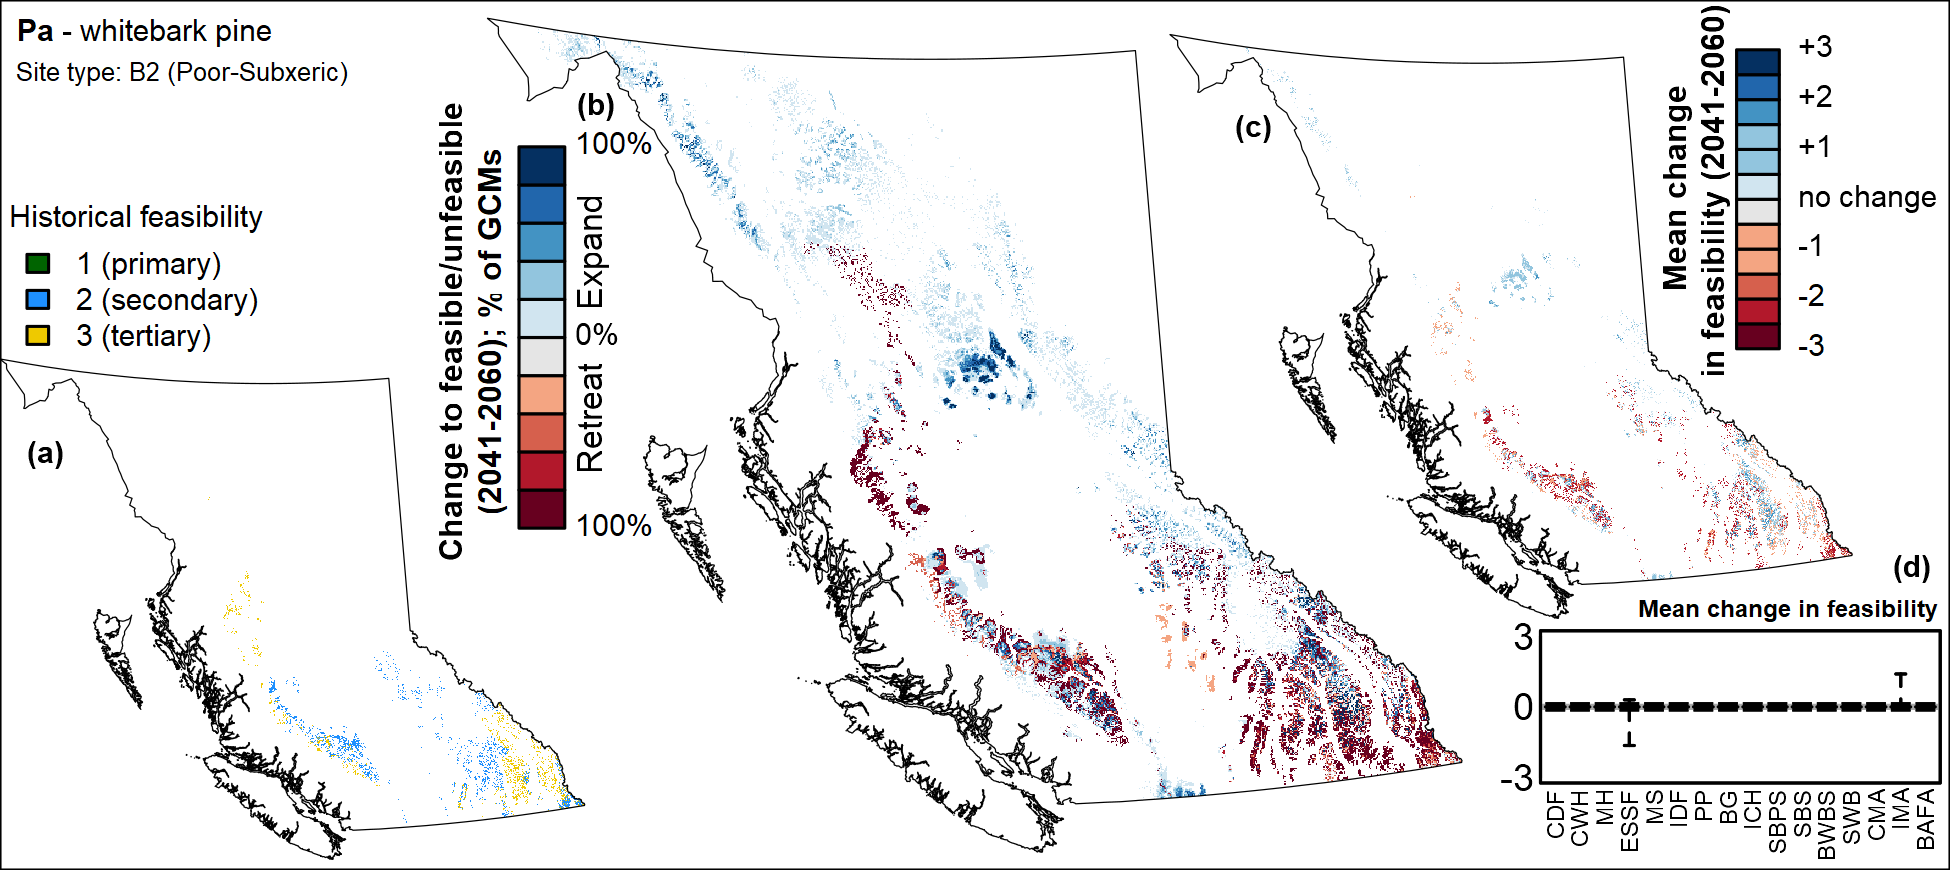 Pa - whitebark pine
Site type: B2 (Poor-Subxeric)
Historical feasibility
1 (primary)
2 (secondary)
3 (tertiary)
(a)
(b)
Change to feasible/unfeasible
(2041-2060); % of GCMs
100%
Expand
0%
Retreat
100%
(c)
Mean change
in feasibility (2041-2060)
+3
+2
+1
no change
-1
-2
-3
(d)
Mean change in feasibility
3
0
-3
CDF
CWH
MH
ESSF
MS
IDF
PP
BG
ICH
SBPS
SBS
BWBS
SWB
CMA
IMA
BAFA